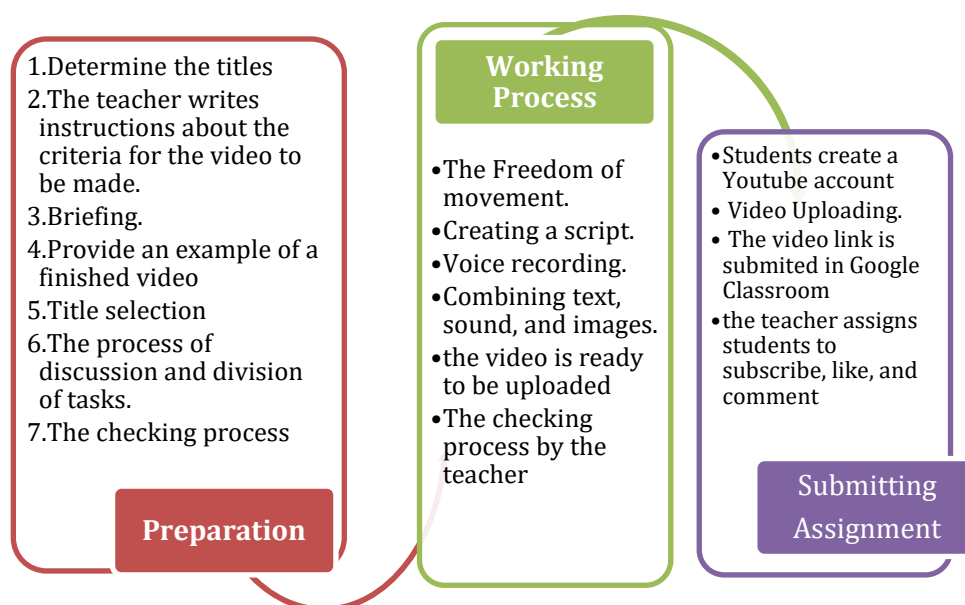 1.Determine the titles
2.The teacher writes
instructions about the
criteria for the video to
be made.
3.Briefing.
4.Provide an example of a
finished video
5.Title selection
6.The process of
discussion and division
of tasks.
7.The checking process
Preparation
Working
Process
•The Freedom of
movement.
•Creating a script.
•Voice recording.
•Combining text,
sound, and images.
•the video is ready
to be uploaded
•The checking
process by the
teacher
•Students create a
Youtube account
• Video Uploading.
• The video link is
submited in Google
Classroom
•the teacher assigns
students to
subscribe, like, and
comment
Submitting
Assignment